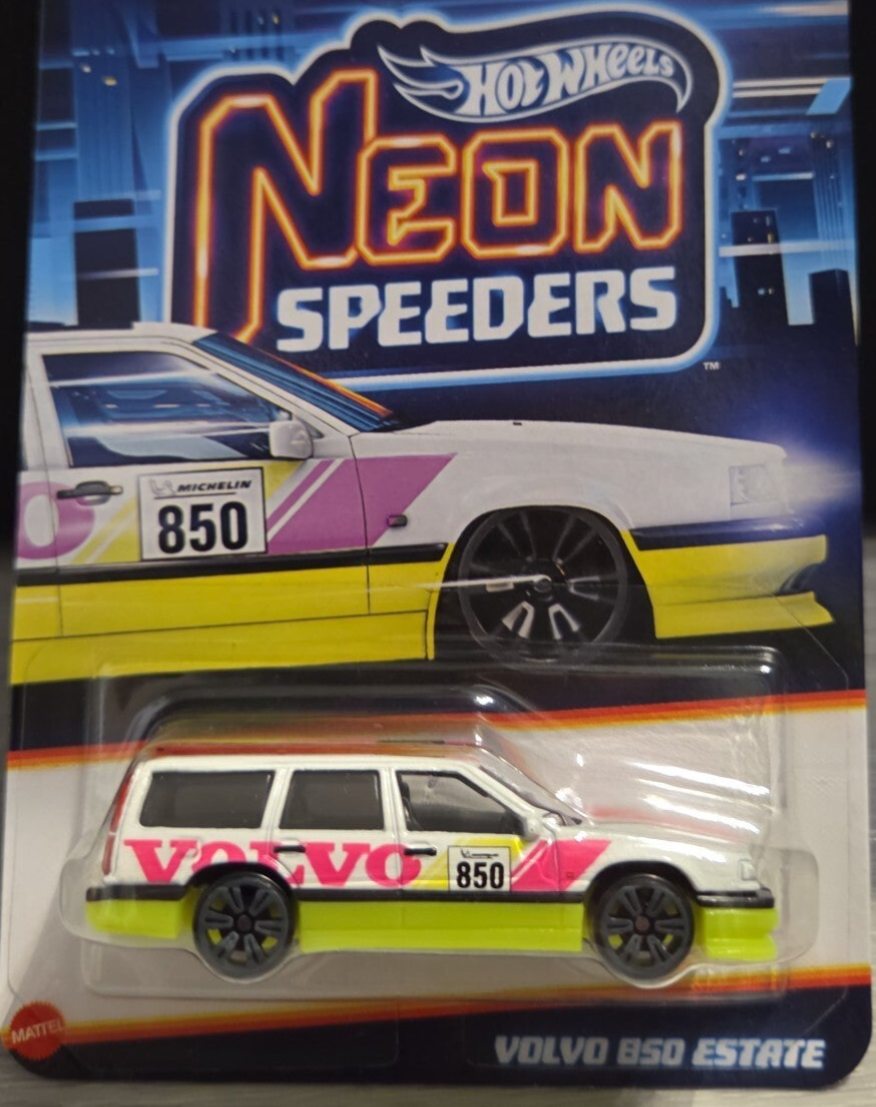 Hot Wheels
NEON
SPEEDERS
™
MICHELIN
850
VOLVO
850
MATTEL
VOLVO 850 ESTATE